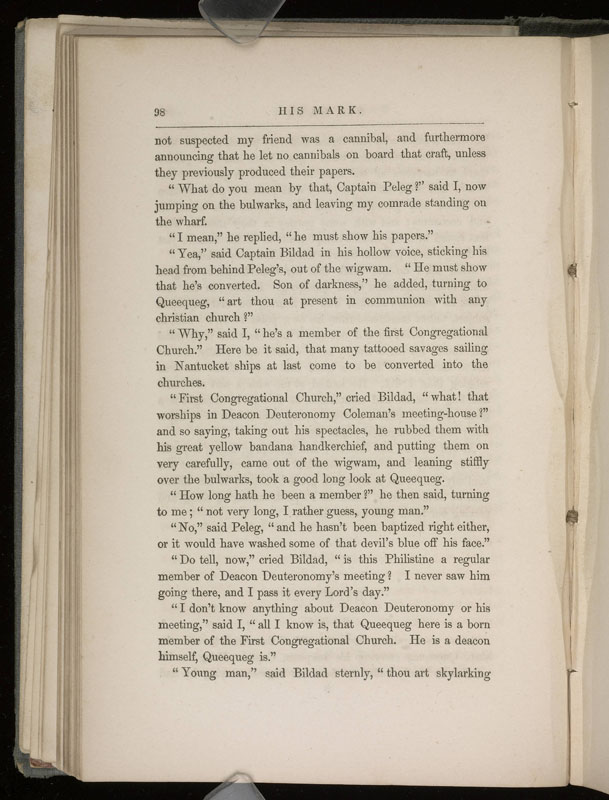 98 HIS MARK.
not suspected my friend was a cannibal, and furthermore
announcing that he let no cannibals on board that craft, unless
they previously produced their papers.
“What do you mean by that, Captain Peleg?” said I, now
jumping on the bulwarks, and leaving my comrade standing on
the wharf.
“I mean,” he replied, “he must show his papers.”
“Yea,” said Captain Bildad in his hollow voice, sticking his
head from behind Peleg’s, out of the wigwam. “He must show
that he’s converted. Son of darkness,” he added, turning to
Queequeg, “art thou at present in communion with any
christian church?”
“Why,” said I, “he’s a member of the first Congregational
Church.” Here be it said, that many tattooed savages sailing
in Nantucket ships at last come to be converted into the
churches.
“First Congregational Church,” cried Bildad, “what! that
worships in Deacon Deuteronomy Coleman’s meeting-house?”
and so saying, taking out his spectacles, he rubbed them with
his great yellow bandana handkerchief, and putting them on
very carefully, came out of the wigwam, and leaning stiffly
over the bulwarks, took a good long look at Queequeg.
“How long hath he been a member?” he then said, turning
to me; “not very long, I rather guess, young man.”
“No,” said Peleg, “and he hasn’t been baptized right either,
or it would have washed some of that devil’s blue off his face.”
“Do tell, now,” cried Bildad, “is this Philistine a regular
member of Deacon Deuteronomy’s meeting? I never saw him
going there, and I pass it every Lord’s day.”
“I don’t know anything about Deacon Deuteronomy or his
meeting,” said I, “all I know is, that Queequeg here is a born
member of the First Congregational Church. He is a deacon
himself, Queequeg is.”
“Young man,” said Bildad sternly, “thou art skylarking